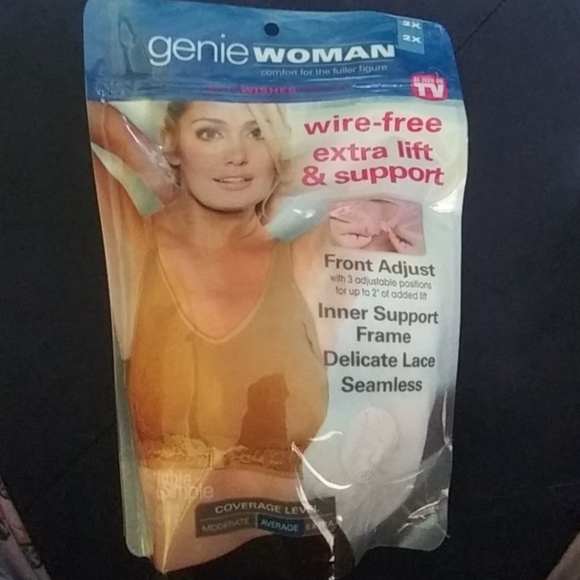 2X
2X
genie WOMAN
comfort for the fuller figure
WISHES
AS SEEN ON
TV
wire-free
extra lift
& support
Front Adjust
with 3 adjustable positions
for up to 2" of added lift
Inner Support
Frame
Delicate Lace
Seamless
Simple
COVERAGE LEVEL
MODERATE AVERAGE EXTRA